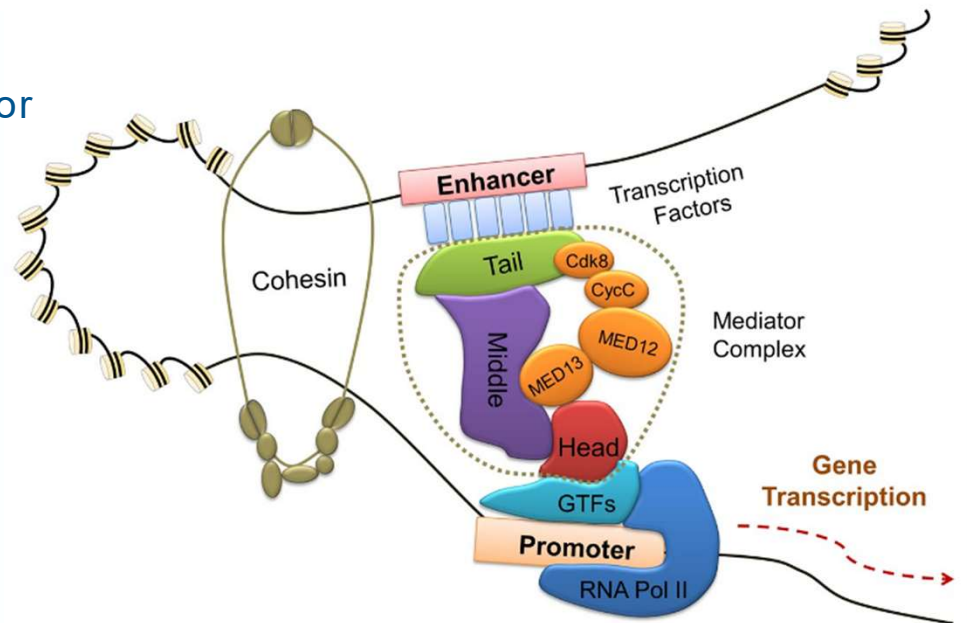 or
Enhancer
Transcription
Factors
Cohesin
Tail
Cdk8
CycC
MED12
Mediator
Complex
Middle
MED13
Head
GTFs
Gene
Transcription
Promoter
RNA Pol II